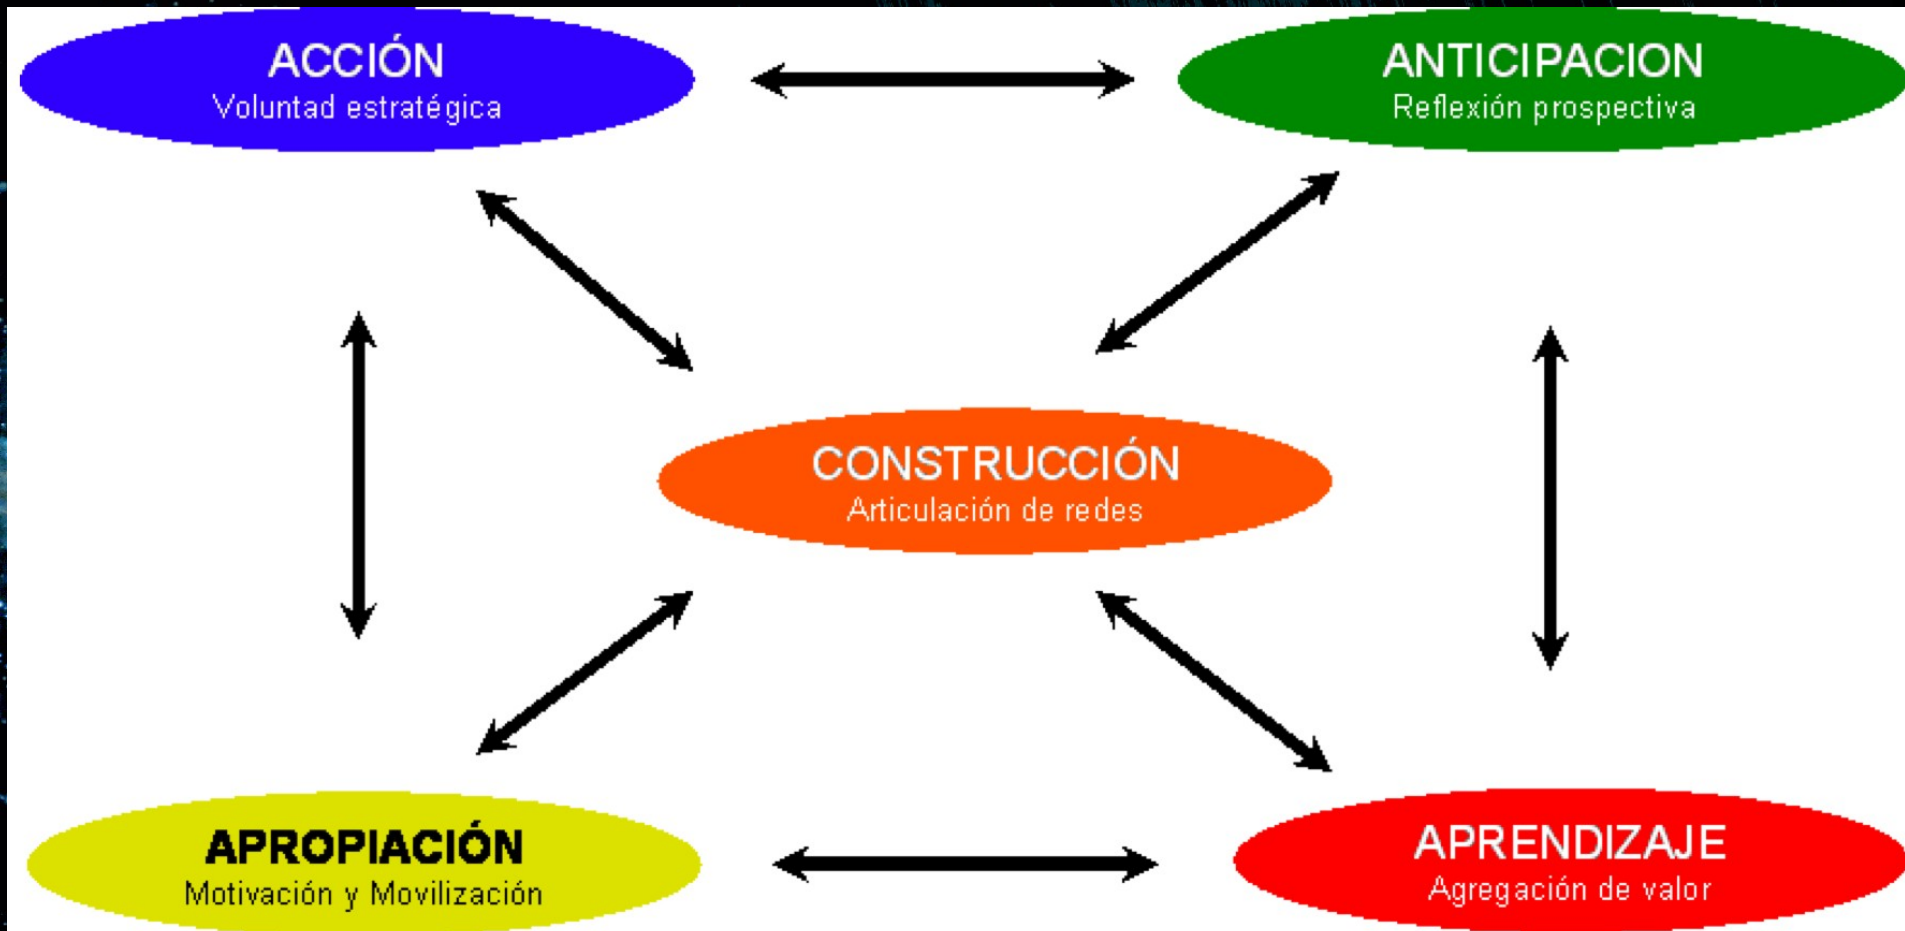 ACCIÓN
Voluntad estratégica
ANTICIPACION
Reflexión prospectiva
CONSTRUCCIÓN
Articulación de redes
APROPIACIÓN
Motivación y Movilización
APRENDIZAJE
Agregación de valor